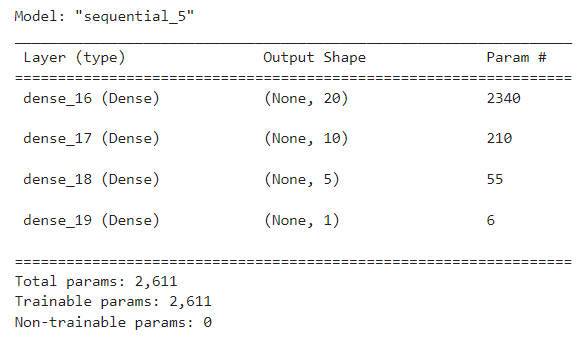 Model: "sequential_5"
_________________________________________________________________
Layer (type) Output Shape Param #
=================================================================
dense_16 (Dense) (None, 20) 2340
dense_17 (Dense) (None, 10) 210
dense_18 (Dense) (None, 5) 55
dense_19 (Dense) (None, 1) 6
=================================================================
Total params: 2,611
Trainable params: 2,611
Non-trainable params: 0